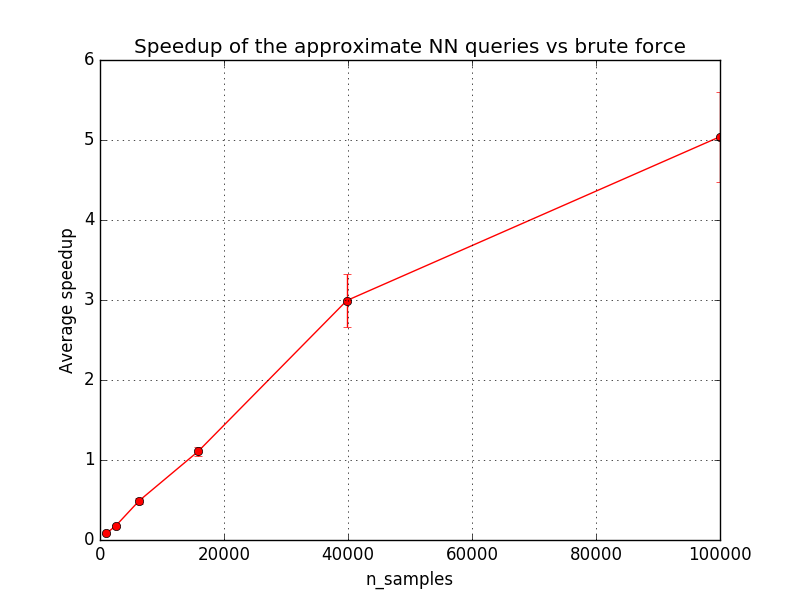 Speedup of the approximate NN queries vs brute force
6
5
4
3
2
1
0
Average speedup
0 20000 40000 60000 80000 100000
n_samples